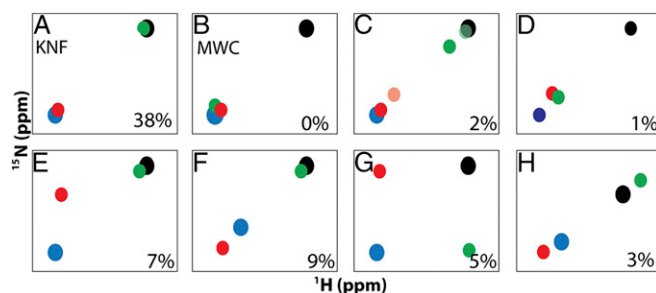 A B C D
KNF MWC
38% 0% 2% 1%
¹⁵N (ppm)
E F G H
7% 9% 5% 3%
¹H (ppm)